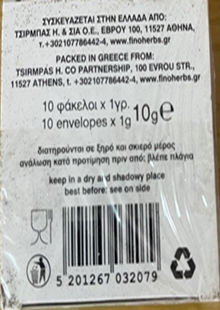 ΣΥΣΚΕΥΑΖΕΤΑΙ ΣΤΗΝ ΕΛΛΑΔΑ ΑΠΟ:
ΤΣΙΡΜΠΑΣ Η. & ΣΙΑ Ο.Ε., ΕΒΡΟΥ 100, 11527 ΑΘΗΝΑ,
τ.+302107786442-4, www.finoherbs.gr
PACKED IN GREECE FROM:
TSIRMPAS H. CO PARTNERSHIP, 100 EVROU STR.,
11527 ATHENS, t. +302107786442-4, www.finoherbs.gr
10 φάκελοι x 1γρ.
10 envelopes x 1g
10g℮
διατηρούνται σε ξηρό και σκιερό μέρος
ανάλωση κατά προτίμηση πριν από: βλέπε πλάγια
keep in a dry and shadowy place
best before: see on side
5 201267 032079